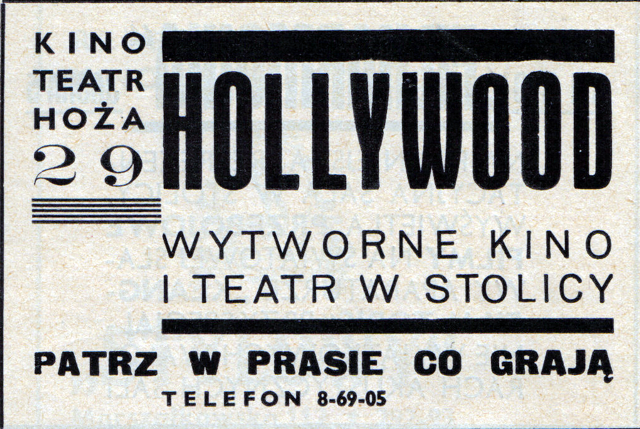 KINO
TEATR
HOŻA
29
HOLLYWOOD
WYTWORNE KINO
I TEATR W STOLICY
PATRZ W PRASIE CO GRAJĄ
TELEFON 8-69-05